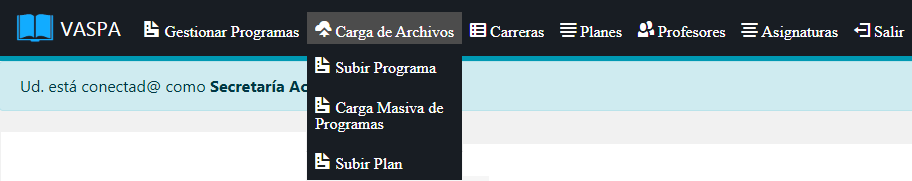 VASPA Gestionar Programas Carga de Archivos Carreras Planes Profesores Asignaturas Salir
Subir Programa
Ud. está conectad@ como Secretaría
Carga Masiva de
Programas
Subir Plan